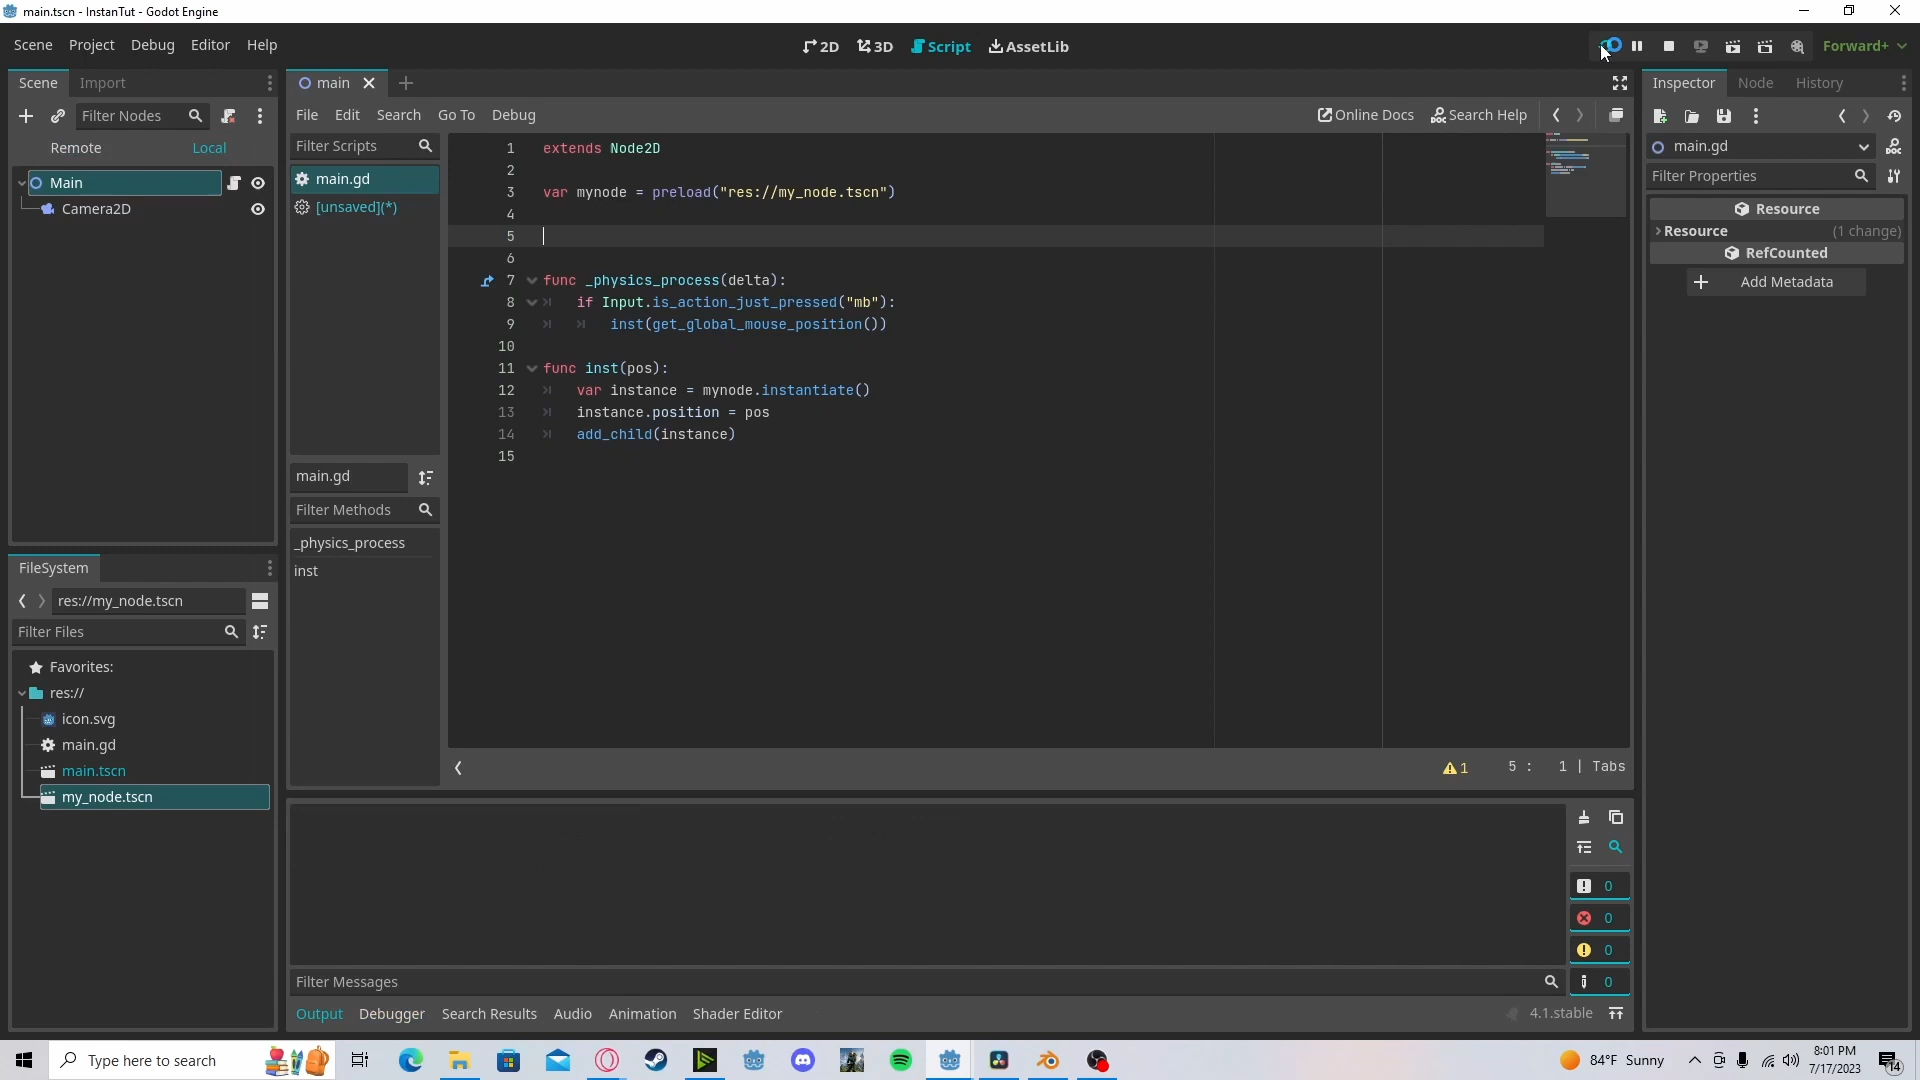 main.tscn - InstanTut - Godot Engine
Scene Project Debug Editor Help
2D 3D Script AssetLib
Forward+
Scene Import
main
Inspector Node History
Filter Nodes
File Edit Search Go To Debug
Online Docs Search Help
Remote Local
Filter Scripts
main.gd
Filter Properties
Main
Camera2D
main.gd
[unsaved](*)
1 extends Node2D
2
3 var mynode = preload("res://my_node.tscn")
4
5
6
7 func _physics_process(delta):
8 if Input.is_action_just_pressed("mb"):
9 inst(get_global_mouse_position())
10
11 func inst(pos):
12 var instance = mynode.instantiate()
13 instance.position = pos
14 add_child(instance)
15
Resource
Resource (1 change)
RefCounted
Add Metadata
main.gd
Filter Methods
_physics_process
inst
FileSystem
res://my_node.tscn
Filter Files
Favorites:
res://
icon.svg
main.gd
main.tscn
my_node.tscn
1 5 : 1 | Tabs
0
0
0
0
Filter Messages
Output Debugger Search Results Audio Animation Shader Editor
4.1.stable
Type here to search
84°F Sunny
8:01 PM
7/17/2023
14